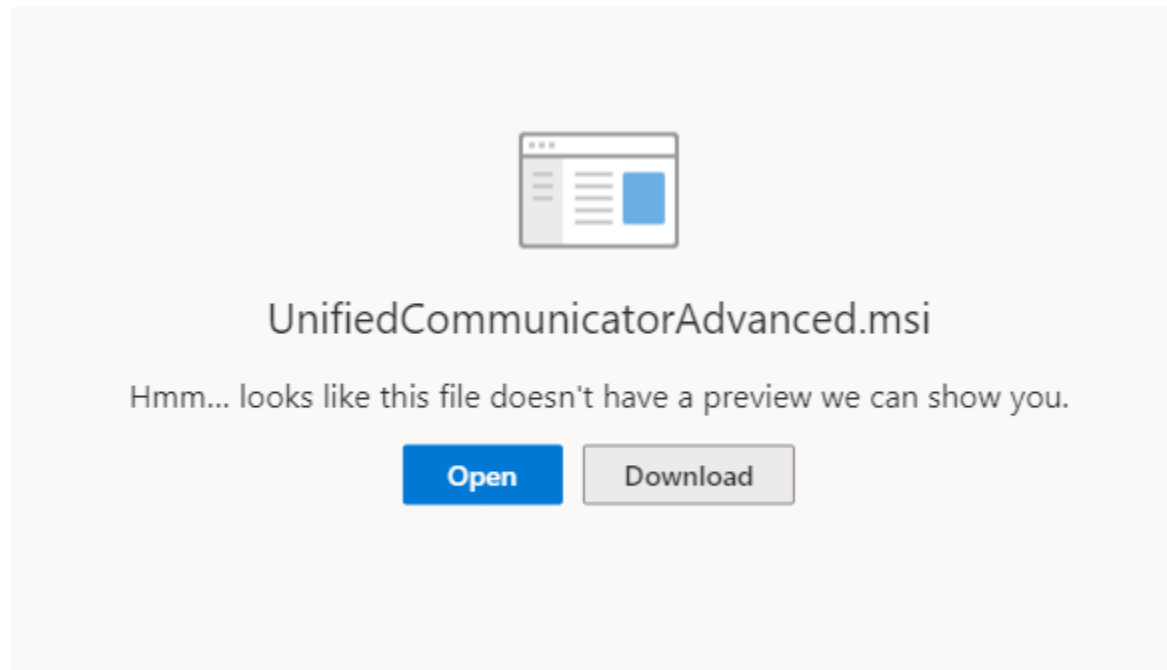 UnifiedCommunicatorAdvanced.msi
Hmm... looks like this file doesn't have a preview we can show you.
Open
Download